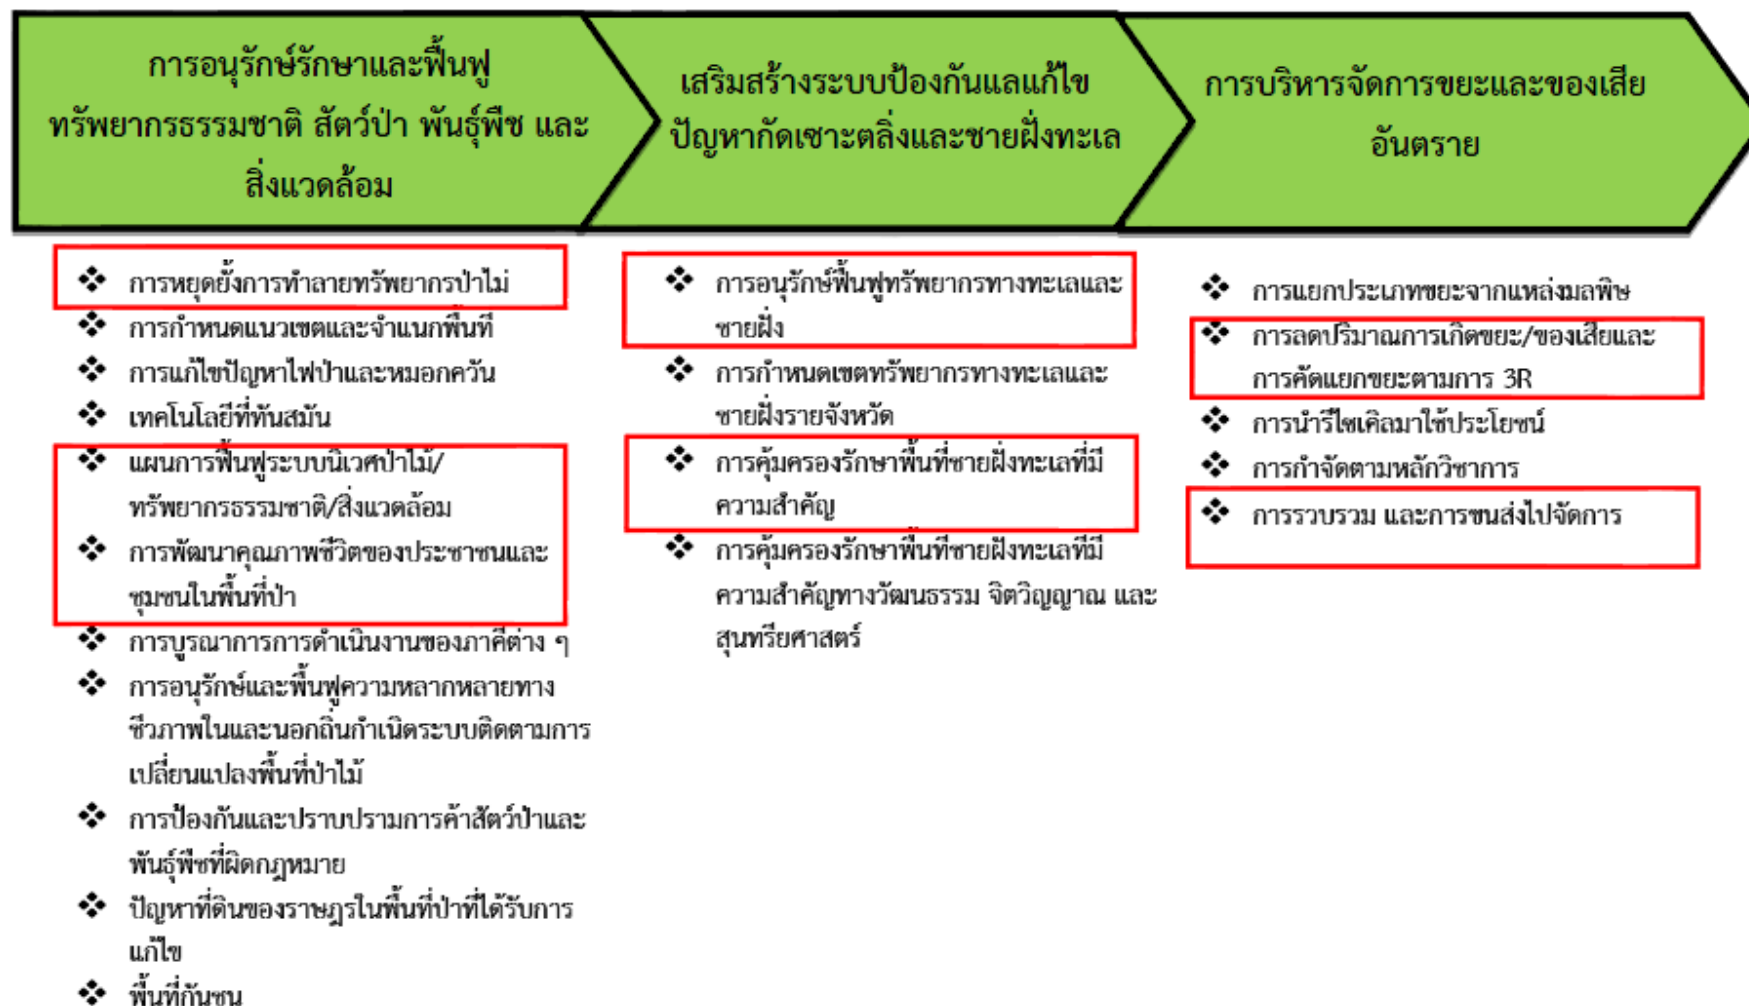 การอนุรักษ์รักษาและฟื้นฟู
ทรัพยากรธรรมชาติ สัตว์ป่า พันธุ์พืช และ
สิ่งแวดล้อม
❖ การหยุดยั้งการทำลายทรัพยากรป่าไม่
❖ การกำหนดแนวเขตและจำแนกพื้นที่
❖ การแก้ไขปัญหาไฟป่าและหมอกควัน
❖ เทคโนโลยีที่ทันสมัน
❖ แผนการฟื้นฟูระบบนิเวศป่าไม้/
ทรัพยากรธรรมชาติ/สิ่งแวดล้อม
❖ การพัฒนาคุณภาพชีวิตของประชาชนและ
ชุมชนในพื้นที่ป่า
❖ การบูรณาการการดำเนินงานของภาคีต่าง ๆ
❖ การอนุรักษ์และพื้นฟูความหลากหลายทาง
ชีวภาพในและนอกถิ่นกำเนิดระบบติดตามการ
เปลี่ยนแปลงพื้นที่ป่าไม้
❖ การป้องกันและปราบปรามการค้าสัตว์ป่าและ
พันธุ์พืชที่ผิดกฎหมาย
❖ ปัญหาที่ดินของราษฎรในพื้นที่ป่าที่ได้รับการ
แก้ไข
❖ พื้นที่กันชน
เสริมสร้างระบบป้องกันแลแก้ไข
ปัญหากัดเซาะตลิ่งและชายฝั่งทะเล
❖ การอนุรักษ์ฟื้นฟูทรัพยากรทางทะเลและ
ชายฝั่ง
❖ การกำหนดเขตทรัพยากรทางทะเลและ
ชายฝั่งรายจังหวัด
❖ การคุ้มครองรักษาพื้นที่ชายฝั่งทะเลที่มี
ความสำคัญ
❖ การคุ้มครองรักษาพื้นที่ชายฝั่งทะเลที่มี
ความสำคัญทางวัฒนธรรม จิตวิญญาณ และ
สุนทรียศาสตร์
การบริหารจัดการขยะและของเสีย
อันตราย
❖ การแยกประเภทขยะจากแหล่งมลพิษ
❖ การลดปริมาณการเกิดขยะ/ของเสียและ
การคัดแยกขยะตามการ 3R
❖ การนำรีไซเคิลมาใช้ประโยชน์
❖ การกำจัดตามหลักวิชาการ
❖ การรวบรวม และการขนส่งไปจัดการ